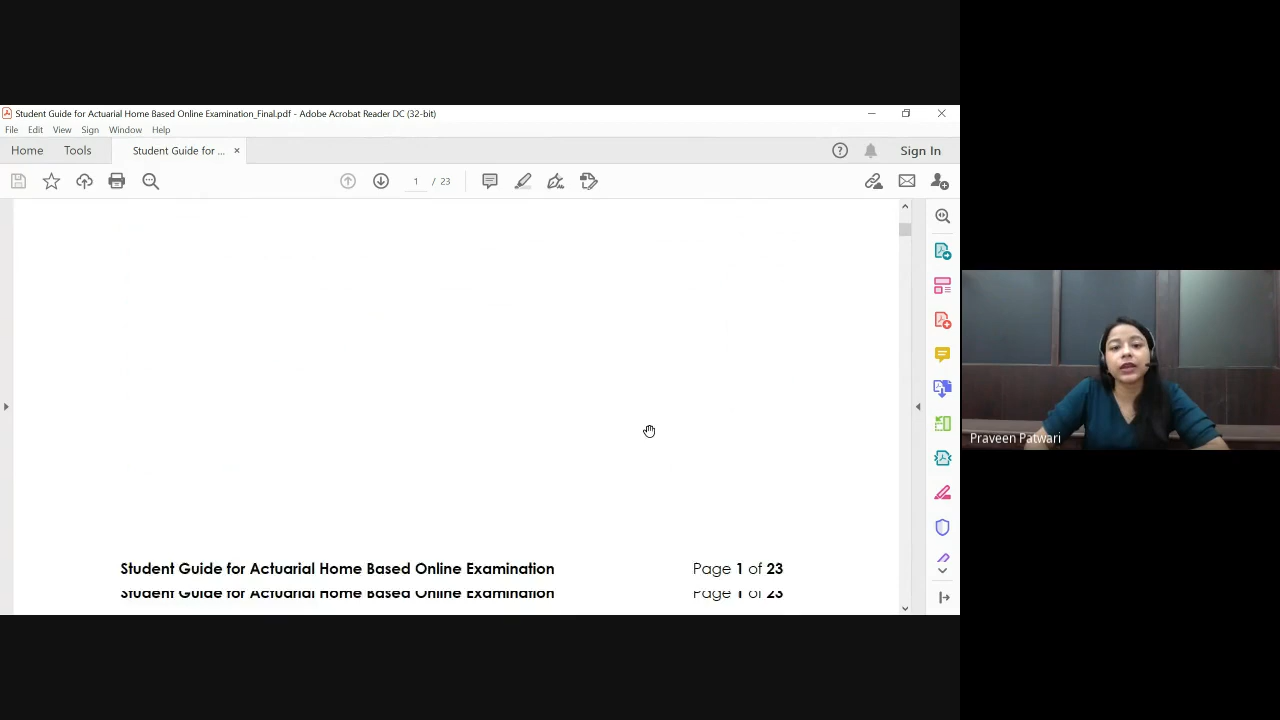 Student Guide for Actuarial Home Based Online Examination_Final.pdf - Adobe Acrobat Reader DC (32-bit)
File Edit View Sign Window Help
Home Tools Student Guide for ... × Sign In
1 / 23
Student Guide for Actuarial Home Based Online Examination Page 1 of 23
Student Guide for Actuarial Home Based Online Examination Page 1 of 23
Praveen Patwari